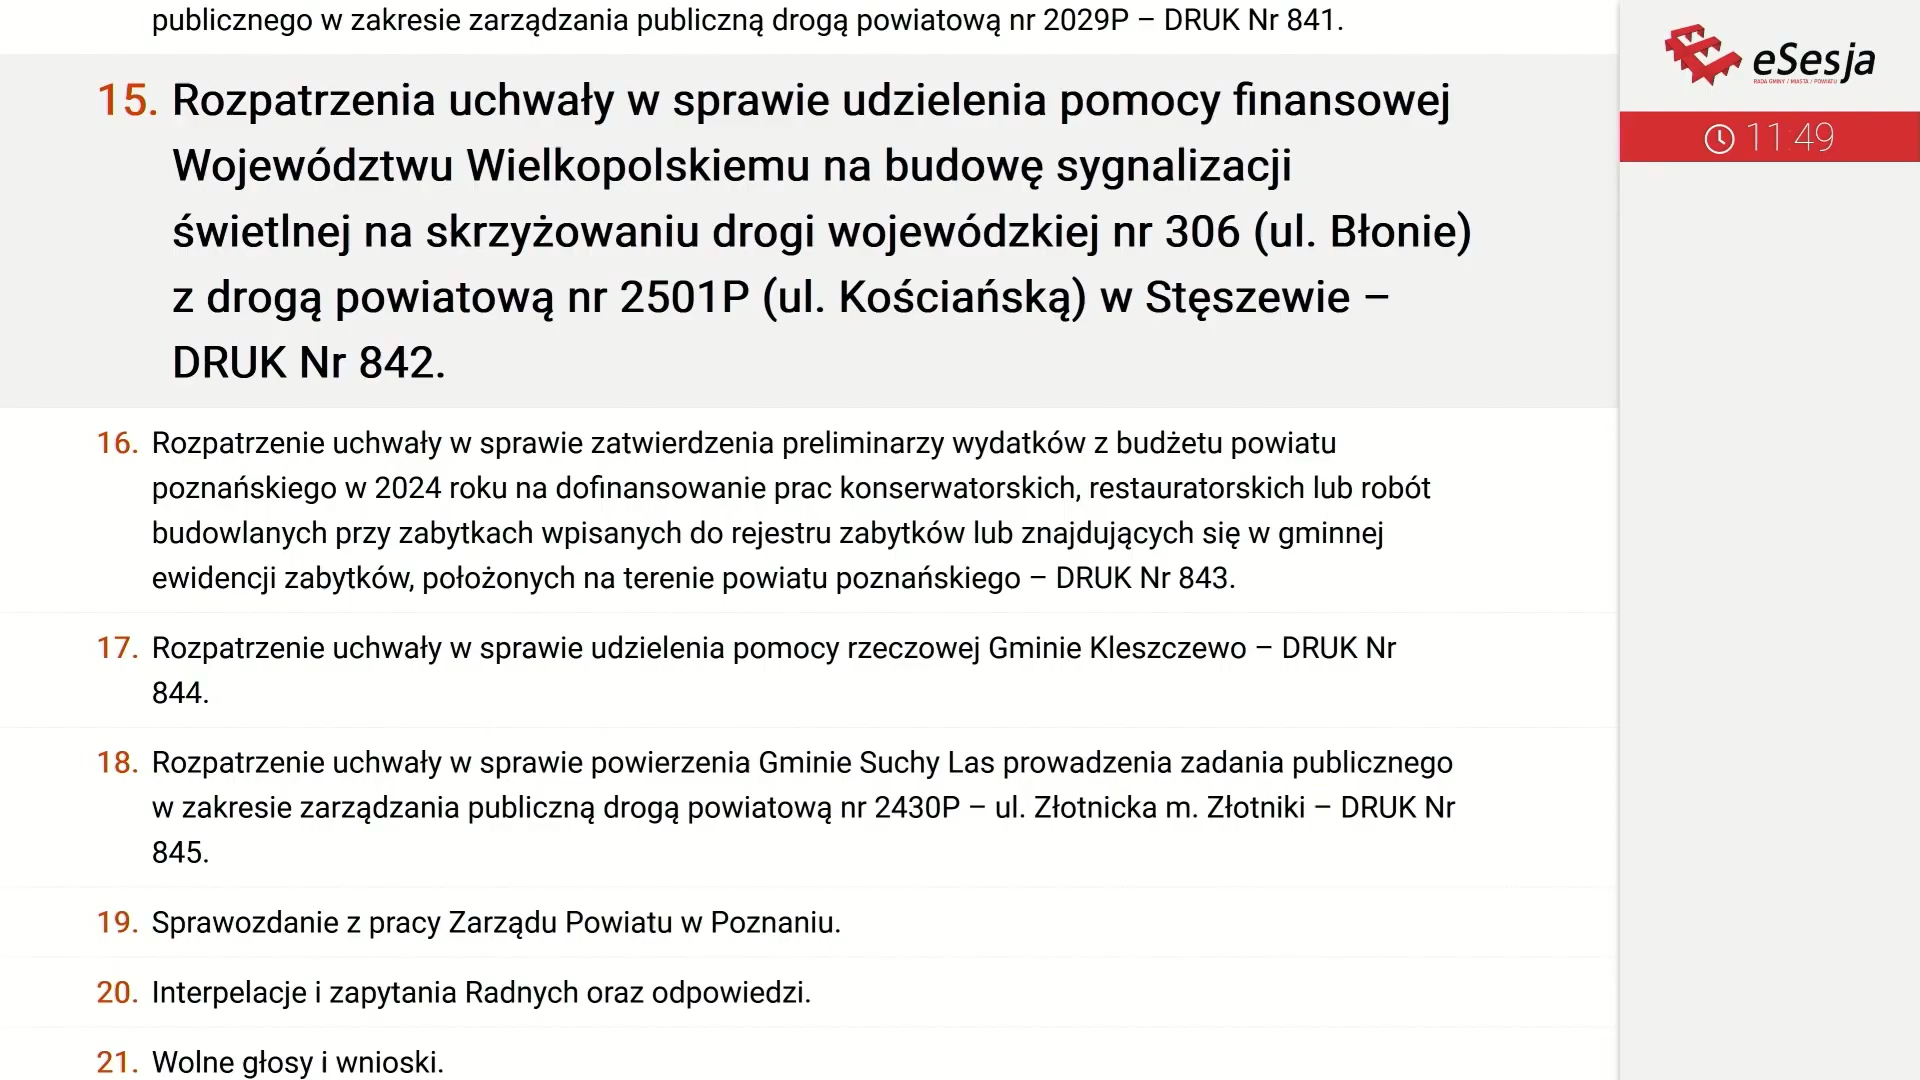 publicznego w zakresie zarządzania publiczną drogą powiatową nr 2029P – DRUK Nr 841.
15. Rozpatrzenia uchwały w sprawie udzielenia pomocy finansowej
Województwu Wielkopolskiemu na budowę sygnalizacji
świetlnej na skrzyżowaniu drogi wojewódzkiej nr 306 (ul. Błonie)
z drogą powiatową nr 2501P (ul. Kościańską) w Stęszewie –
DRUK Nr 842.
16. Rozpatrzenie uchwały w sprawie zatwierdzenia preliminarzy wydatków z budżetu powiatu
poznańskiego w 2024 roku na dofinansowanie prac konserwatorskich, restauratorskich lub robót
budowlanych przy zabytkach wpisanych do rejestru zabytków lub znajdujących się w gminnej
ewidencji zabytków, położonych na terenie powiatu poznańskiego – DRUK Nr 843.
17. Rozpatrzenie uchwały w sprawie udzielenia pomocy rzeczowej Gminie Kleszczewo – DRUK Nr
844.
18. Rozpatrzenie uchwały w sprawie powierzenia Gminie Suchy Las prowadzenia zadania publicznego
w zakresie zarządzania publiczną drogą powiatową nr 2430P – ul. Złotnicka m. Złotniki – DRUK Nr
845.
19. Sprawozdanie z pracy Zarządu Powiatu w Poznaniu.
20. Interpelacje i zapytania Radnych oraz odpowiedzi.
21. Wolne głosy i wnioski.
eSesja
RADA GMINY / MIASTA / POWIATU
11:49